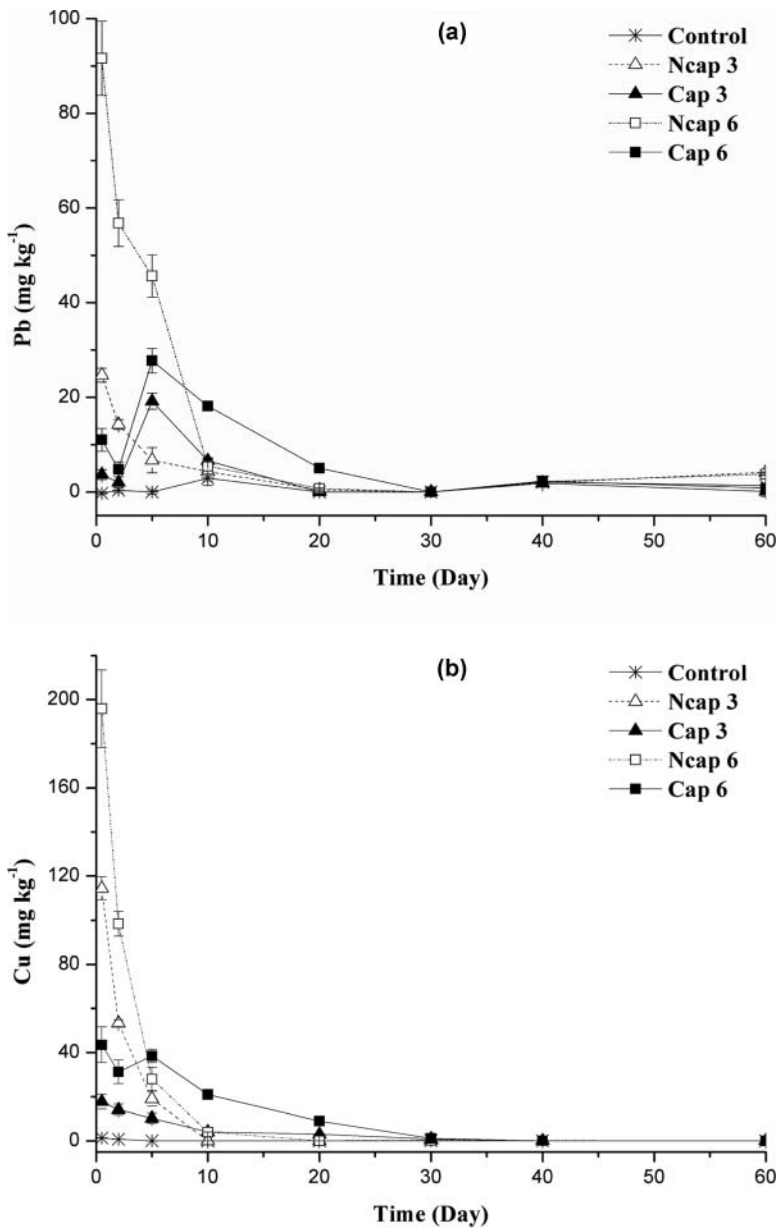 (a)
Control
Ncap 3
Cap 3
Ncap 6
Cap 6
100
80
60
40
20
0
Pb (mg kg⁻¹)
0 10 20 30 40 50 60
Time (Day)
(b)
Control
Ncap 3
Cap 3
Ncap 6
Cap 6
200
160
120
80
40
0
Cu (mg kg⁻¹)
0 10 20 30 40 50 60
Time (Day)